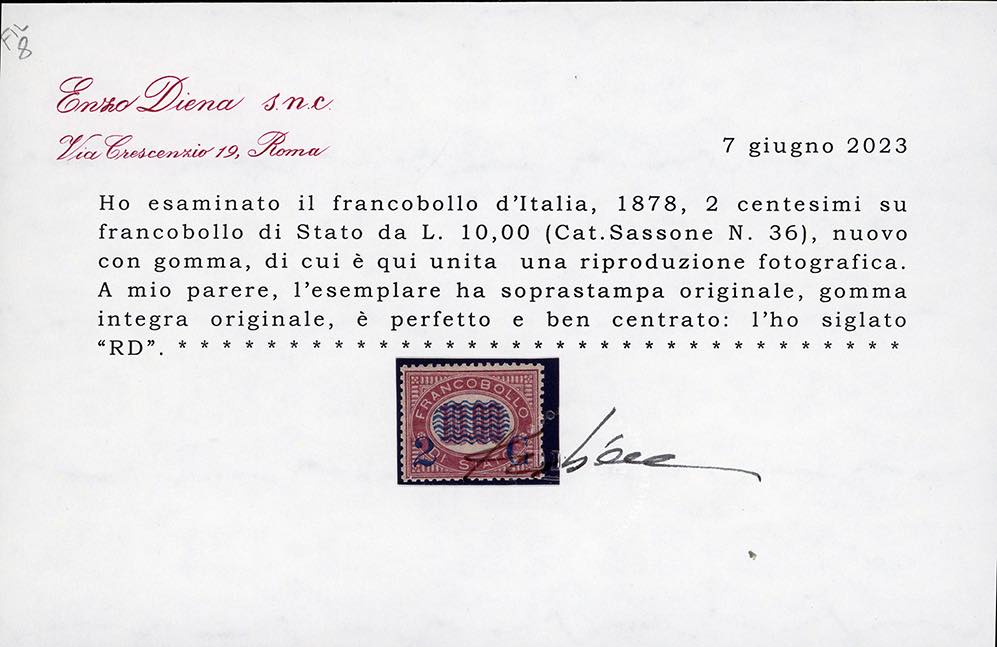 8
Enzo Diena s.n.c.
Via Crescenzio 19, Roma
7 giugno 2023
Ho esaminato il francobollo d'Italia, 1878, 2 centesimi su
francobollo di Stato da L. 10,00 (Cat.Sassone N. 36), nuovo
con gomma, di cui è qui unita una riproduzione fotografica.
A mio parere, l'esemplare ha soprastampa originale, gomma
integra originale, è perfetto e ben centrato: l'ho siglato
“RD”. * * * * * * * * * * * * * * * * * * * * * * * * * * * * * * * * * *
FRANCOBOLLO
2 C
DI